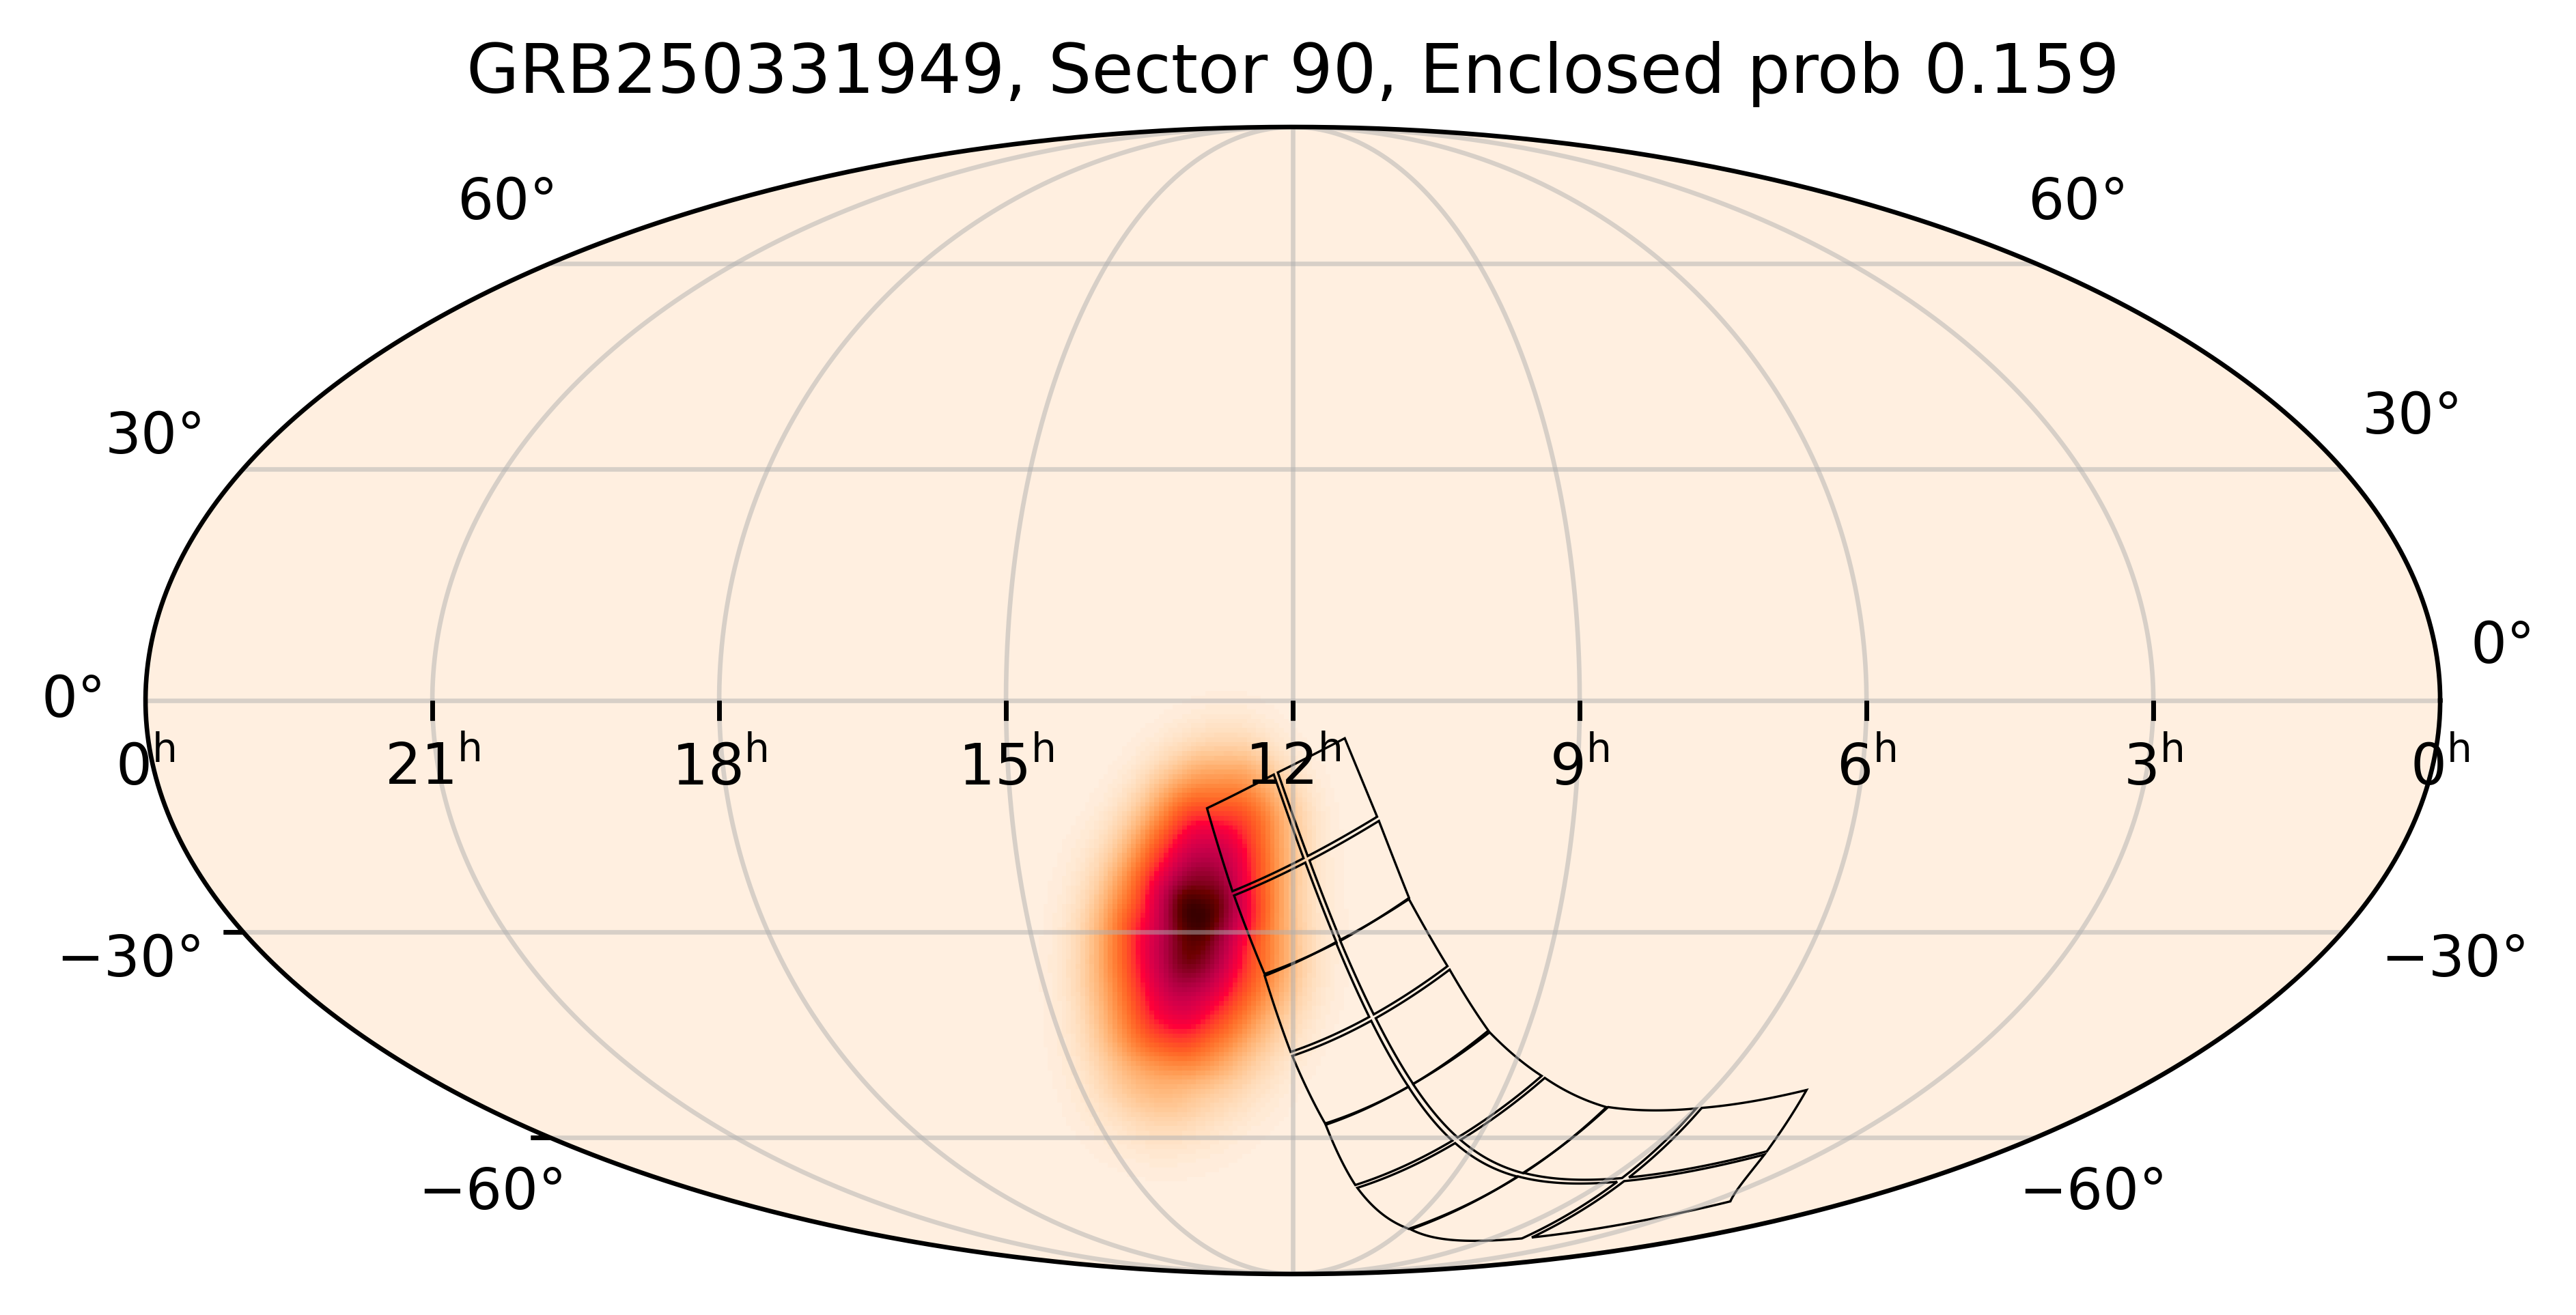 GRB250331949, Sector 90, Enclosed prob 0.159
60° 60°
30° 30°
0° 0°
0ʰ 21ʰ 18ʰ 15ʰ 12ʰ 9ʰ 6ʰ 3ʰ 0ʰ
−30° −30°
−60° −60°